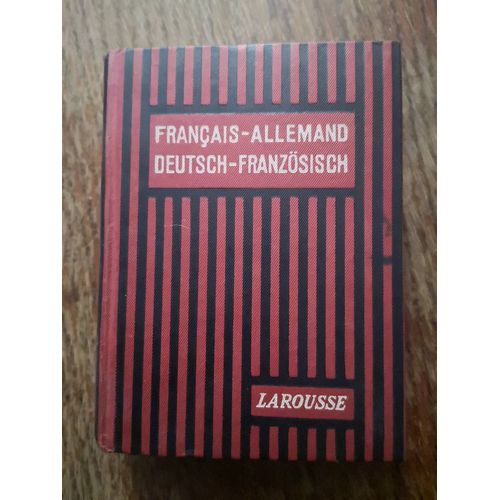 FRANÇAIS-ALLEMAND
DEUTSCH-FRANZÖSISCH
LAROUSSE